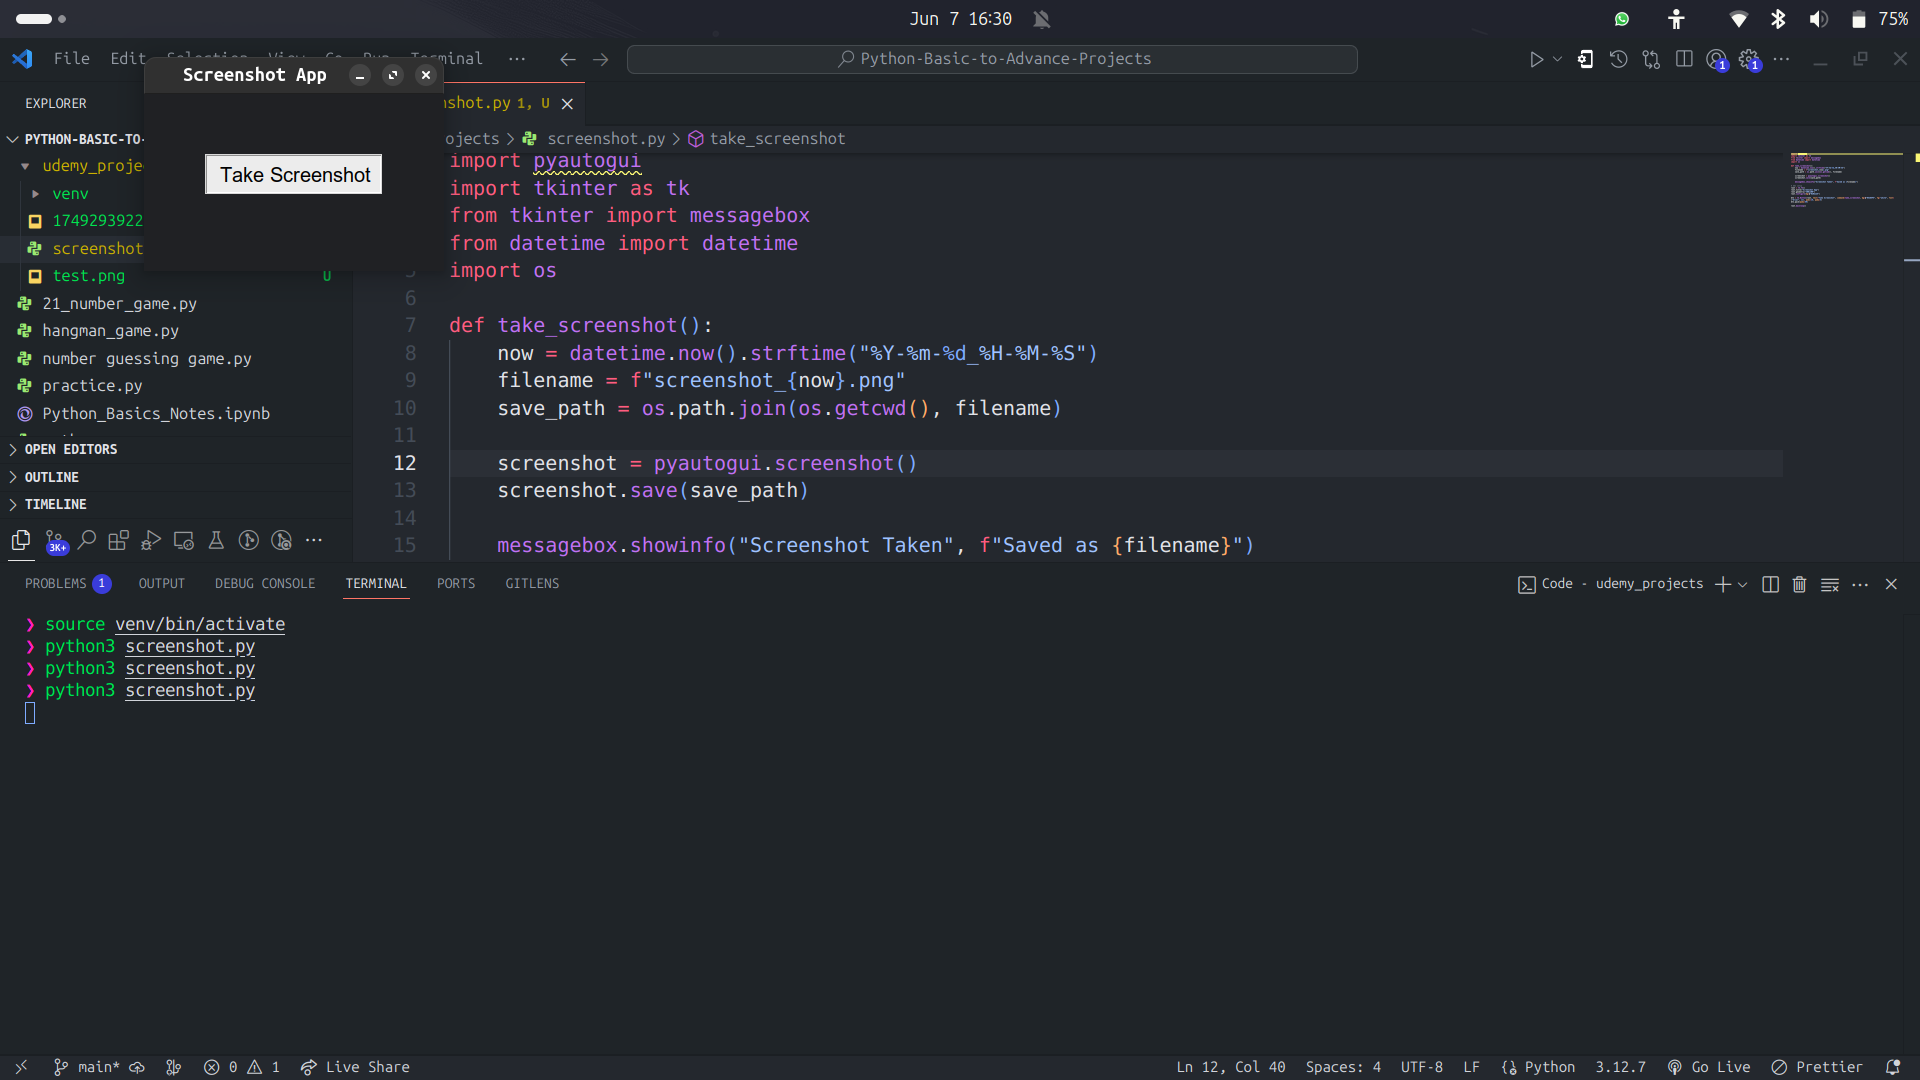 Jun 7 16:30
75%
File Edit Selection View Go Run Terminal
Python-Basic-to-Advance-Projects
1
1
Screenshot App
Take Screenshot
EXPLORER
PYTHON-BASIC-TO-
udemy_proje
venv
1749293922
screenshot
test.png U
21_number_game.py
hangman_game.py
number guessing game.py
practice.py
Python_Basics_Notes.ipynb
OPEN EDITORS
OUTLINE
TIMELINE
3K+
nshot.py 1, U
ojects > screenshot.py > take_screenshot
import pyautogui
import tkinter as tk
from tkinter import messagebox
from datetime import datetime
5 import os
6
7 def take_screenshot():
8 now = datetime.now().strftime("%Y-%m-%d_%H-%M-%S")
9 filename = f"screenshot_{now}.png"
10 save_path = os.path.join(os.getcwd(), filename)
11
12 screenshot = pyautogui.screenshot()
13 screenshot.save(save_path)
14
15 messagebox.showinfo("Screenshot Taken", f"Saved as {filename}")
PROBLEMS 1 OUTPUT DEBUG CONSOLE TERMINAL PORTS GITLENS
Code - udemy_projects
❯ source venv/bin/activate
❯ python3 screenshot.py
❯ python3 screenshot.py
❯ python3 screenshot.py
main* 0 1 Live Share
Ln 12, Col 40 Spaces: 4 UTF-8 LF Python 3.12.7 Go Live Prettier